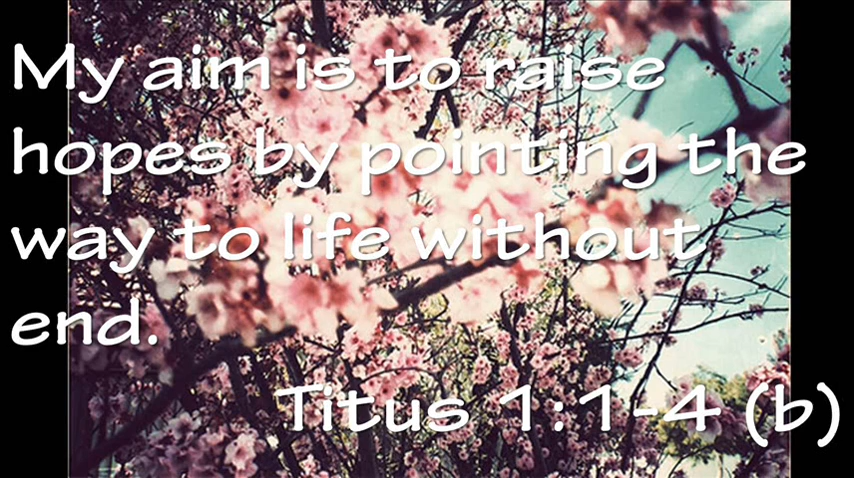 My aim is to raise
hopes by pointing the
way to life without
end.
Titus 1:1-4 (b)